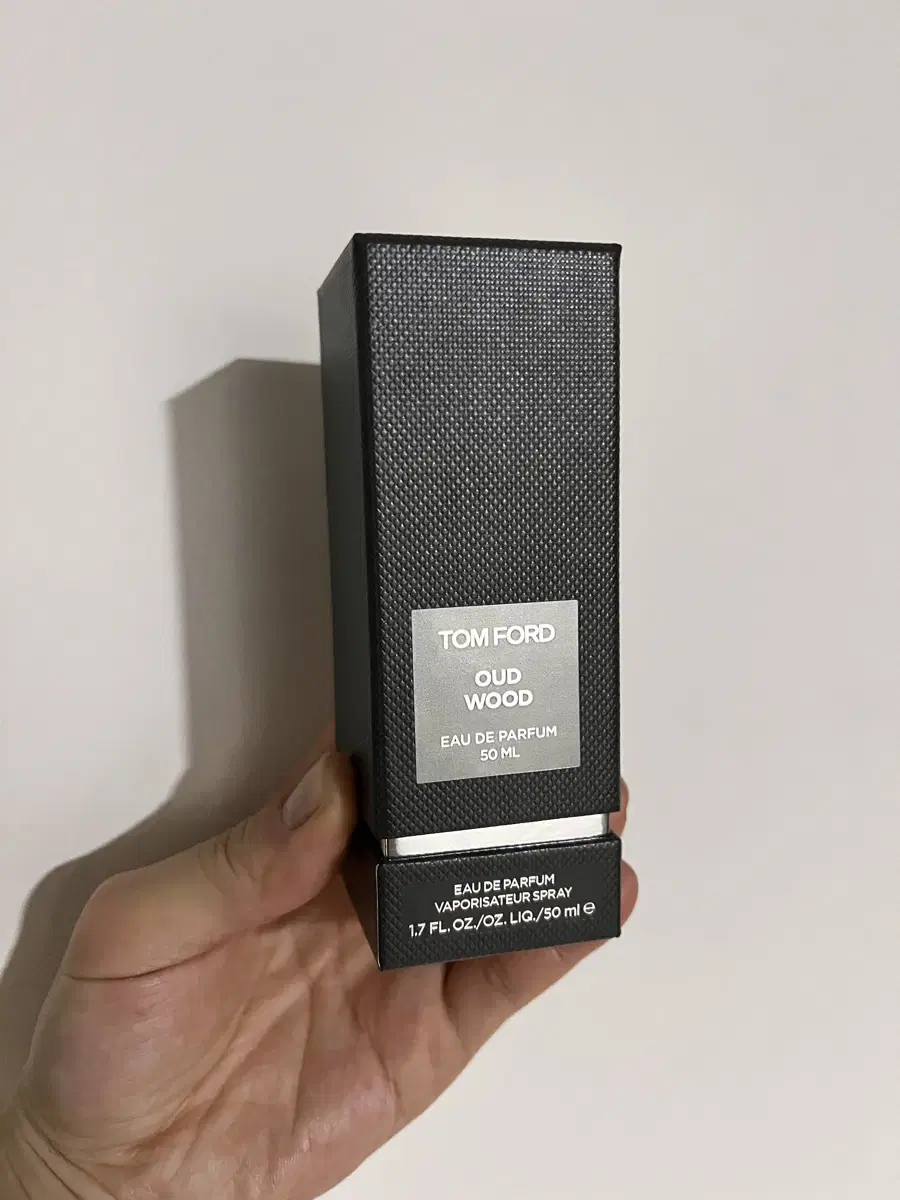 TOM FORD
OUD
WOOD
EAU DE PARFUM
50 ML
EAU DE PARFUM
VAPORISATEUR SPRAY
1.7 FL. OZ./OZ. LIQ./50 ml ℮